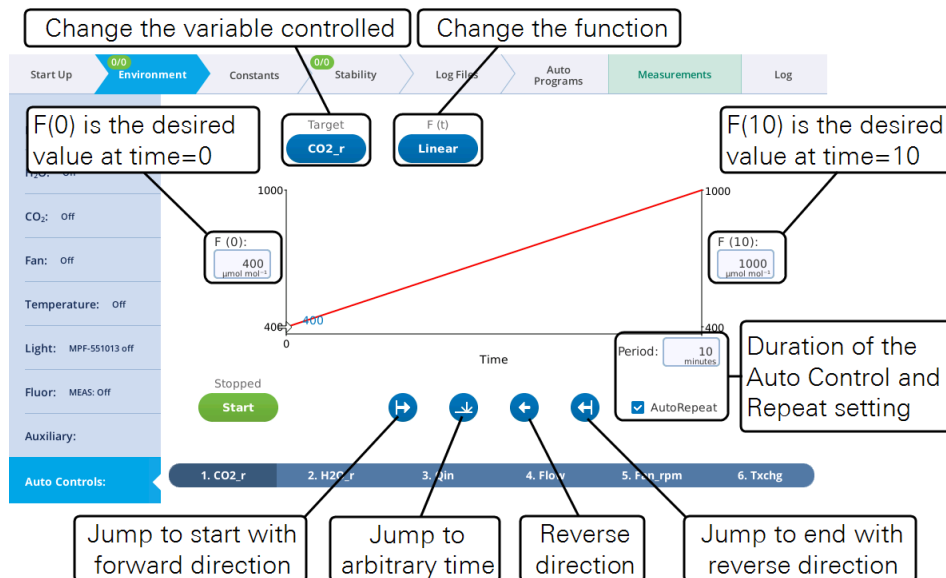 Change the variable controlled
Change the function
0/0
0/0
Start Up
Environment
Constants
Stability
Log Files
Auto
Programs
Measurements
Log
F(0) is the desired
value at time=0
Target
CO2_r
F (t)
Linear
F(10) is the desired
value at time=10
H₂O: Off
CO₂: Off
Fan: Off
Temperature: Off
Light: MPF-551013 off
Fluor: MEAS: Off
Auxiliary:
Auto Controls:
1000
1000
F (0):
400
µmol mol⁻¹
F (10):
1000
µmol mol⁻¹
400
400
400
0
Time
Period:
10
minutes
AutoRepeat
Duration of the
Auto Control and
Repeat setting
Stopped
Start
1. CO2_r
2. H2O_r
3. Qin
4. Flow
5. Fan_rpm
6. Txchg
Jump to start with
forward direction
Jump to
arbitrary time
Reverse
direction
Jump to end with
reverse direction